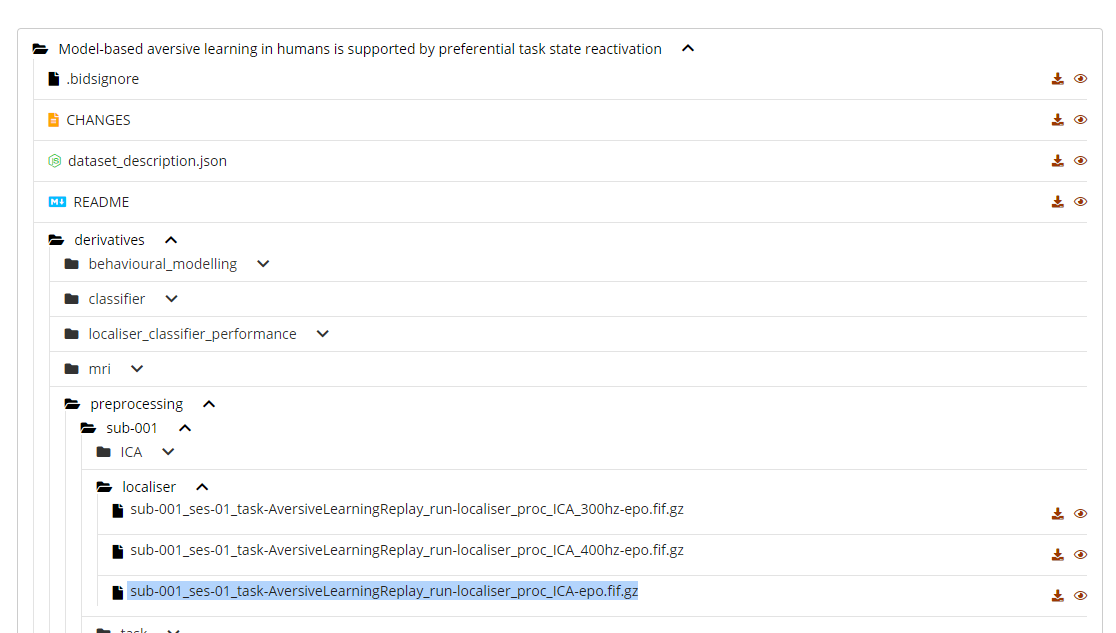 Model-based aversive learning in humans is supported by preferential task state reactivation
.bidsignore
CHANGES
dataset_description.json
README
derivatives
behavioural_modelling
classifier
localiser_classifier_performance
mri
preprocessing
sub-001
ICA
localiser
sub-001_ses-01_task-AversiveLearningReplay_run-localiser_proc_ICA_300hz-epo.fif.gz
sub-001_ses-01_task-AversiveLearningReplay_run-localiser_proc_ICA_400hz-epo.fif.gz
sub-001_ses-01_task-AversiveLearningReplay_run-localiser_proc_ICA-epo.fif.gz
task